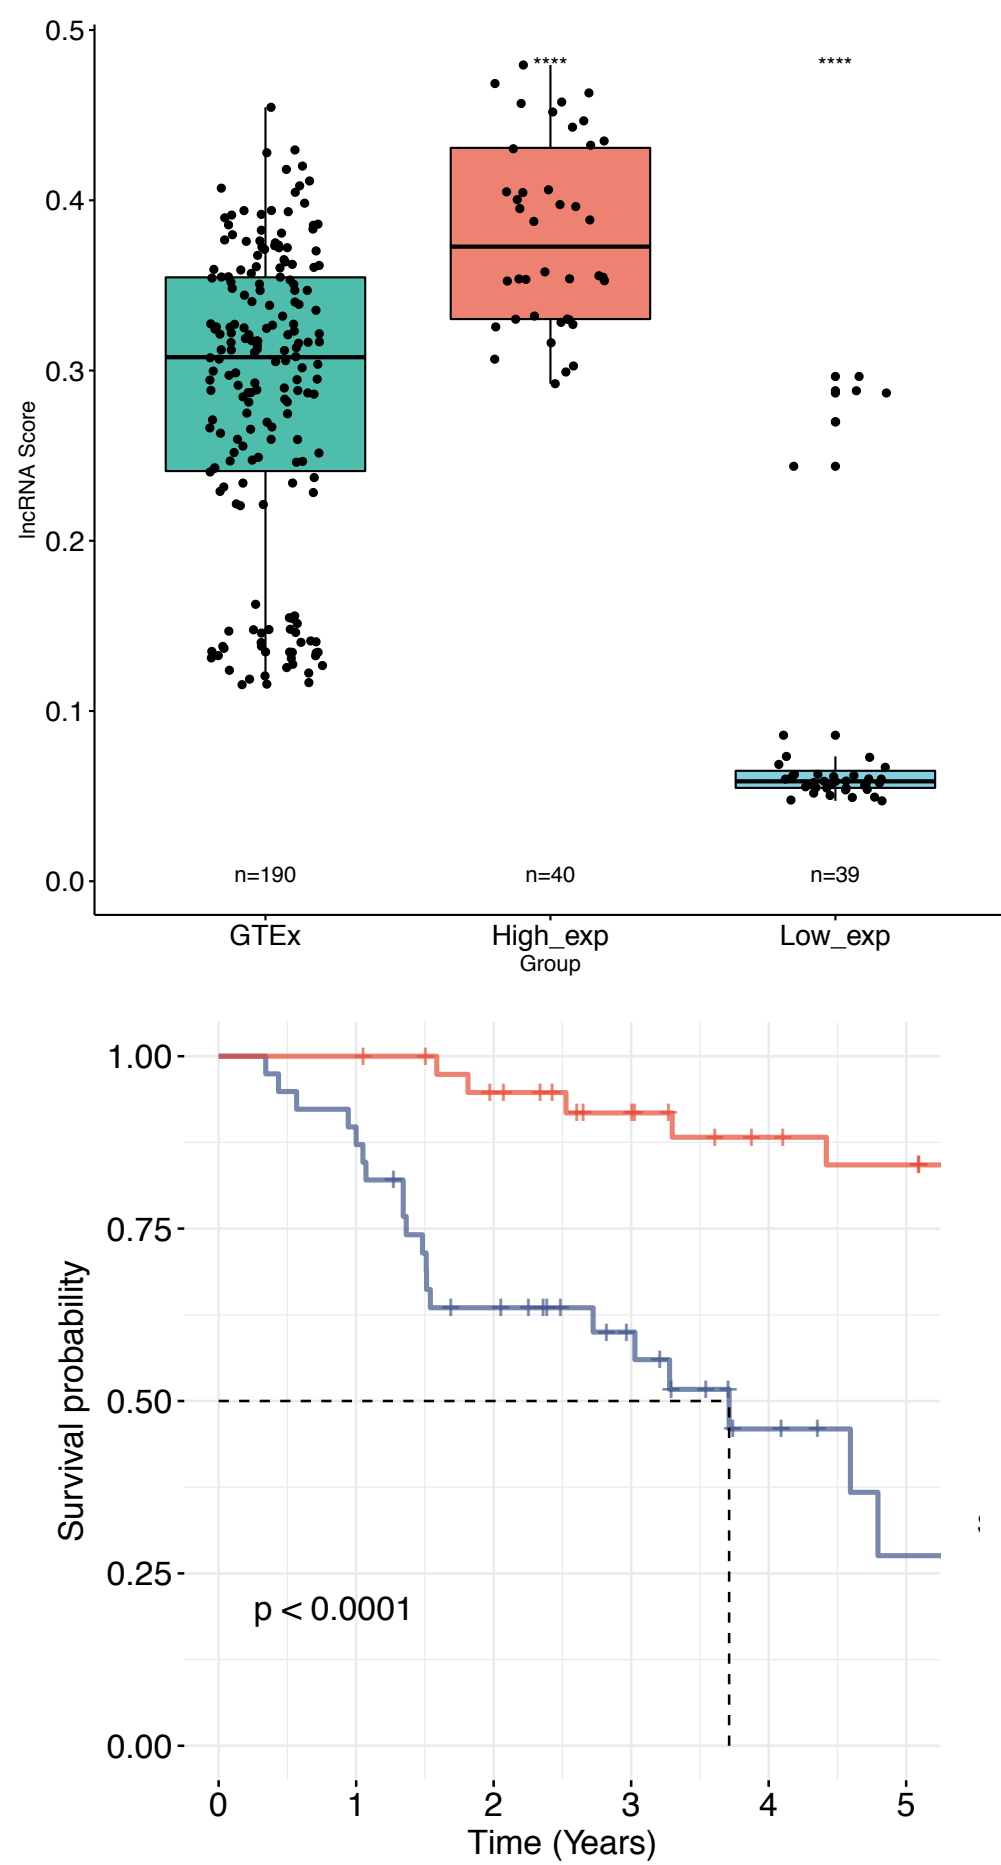 0.5
0.4
0.3
0.2
0.1
0.0
lncRNA Score
****
****
n=190
n=40
n=39
GTEx
High_exp
Low_exp
Group
1.00
0.75
0.50
0.25
0.00
Survival probability
p < 0.0001
0
1
2
3
4
5
Time (Years)